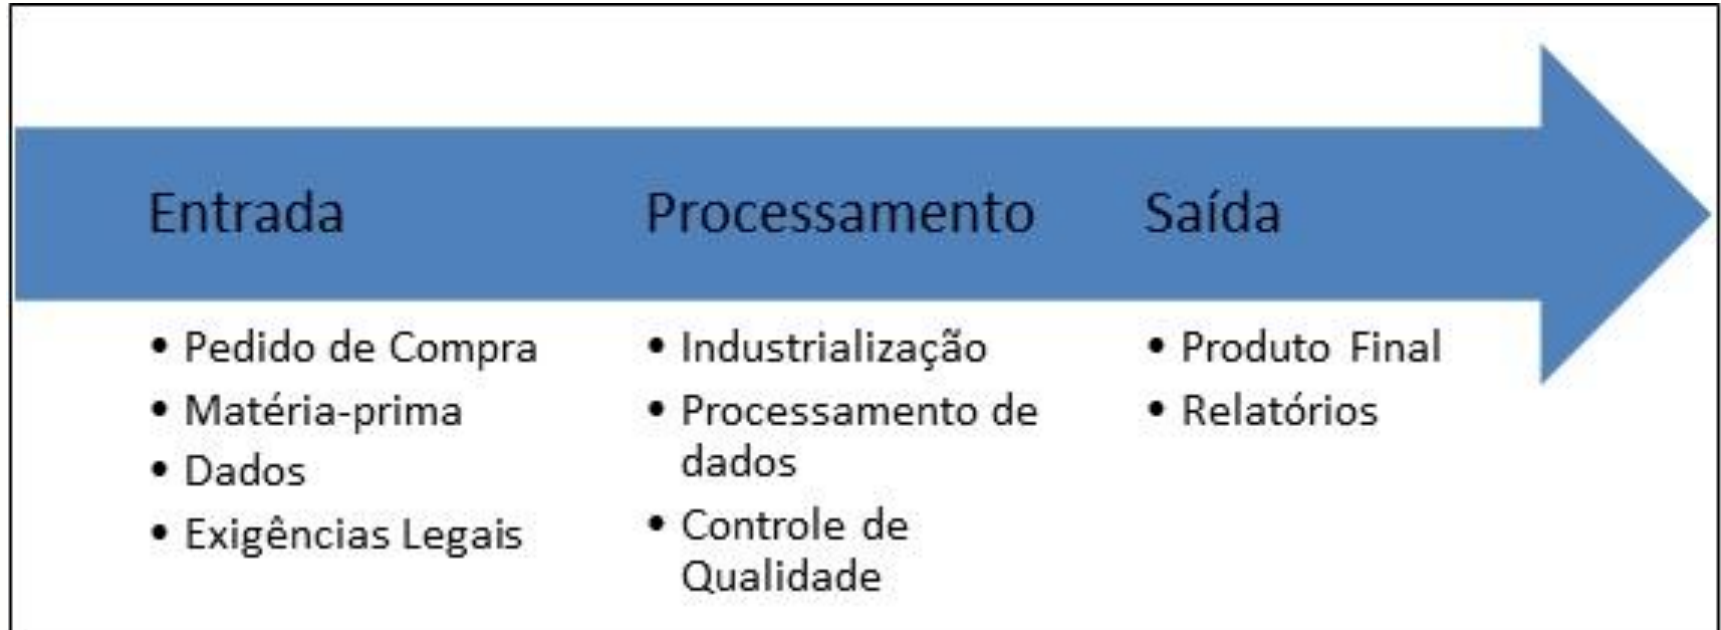 Entrada
• Pedido de Compra
• Matéria-prima
• Dados
• Exigências Legais
Processamento
• Industrialização
• Processamento de
dados
• Controle de
Qualidade
Saída
• Produto Final
• Relatórios